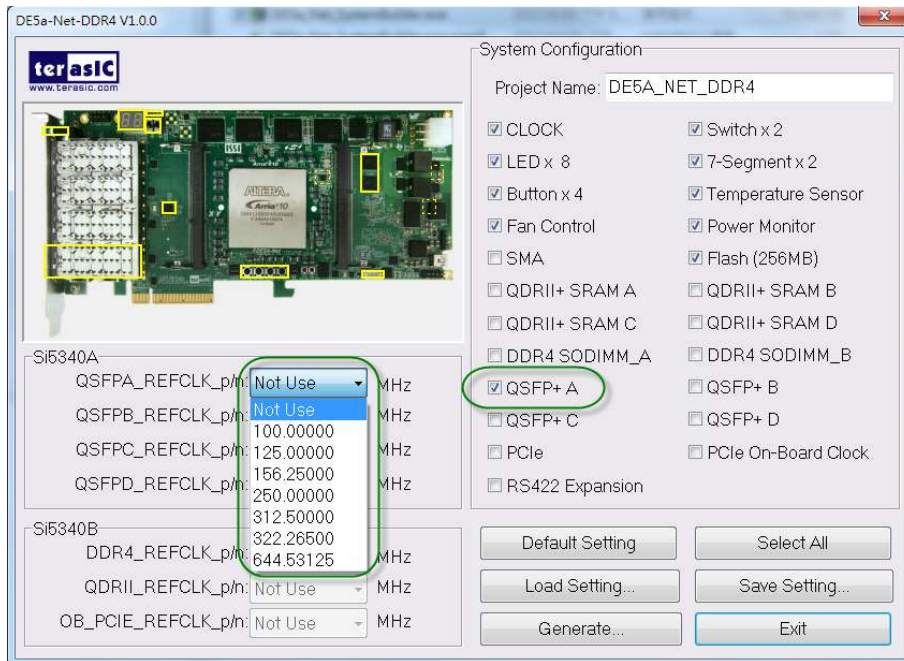 DE5a-Net-DDR4 V1.0.0
terasic
www.terasic.com
ISSI
ALTERA
Arria 10
System Configuration
Project Name: DE5A_NET_DDR4
CLOCK
Switch x 2
LED x 8
7-Segment x 2
Button x 4
Temperature Sensor
Fan Control
Power Monitor
SMA
Flash (256MB)
QDRII+ SRAM A
QDRII+ SRAM B
QDRII+ SRAM C
QDRII+ SRAM D
DDR4 SODIMM_A
DDR4 SODIMM_B
QSFP+ A
QSFP+ B
QSFP+ C
QSFP+ D
PCIe
PCIe On-Board Clock
RS422 Expansion
Si5340A
QSFPA_REFCLK_p/n: Not Use MHz
QSFPB_REFCLK_p/n: MHz
QSFPC_REFCLK_p/n: MHz
QSFPD_REFCLK_p/n: MHz
Not Use
100.00000
125.00000
156.25000
250.00000
312.50000
322.26500
644.53125
Si5340B
DDR4_REFCLK_p/n: MHz
QDRII_REFCLK_p/n: Not Use MHz
OB_PCIE_REFCLK_p/n: Not Use MHz
Default Setting
Select All
Load Setting...
Save Setting...
Generate...
Exit